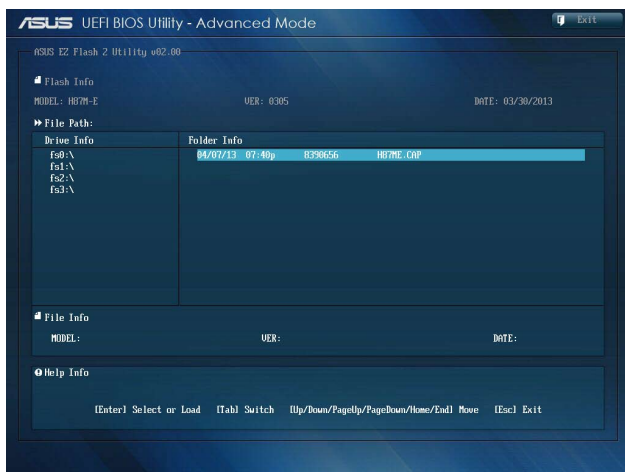 ASUS UEFI BIOS Utility - Advanced Mode
Exit
ASUS EZ Flash 2 Utility v02.00
Flash Info
MODEL: H87M-E VER: 0305 DATE: 03/30/2013
File Path:
Drive Info Folder Info
fs0:\ 04/07/13 07:40p 8390656 H87ME.CAP
fs1:\
fs2:\
fs3:\
File Info
MODEL: VER: DATE:
Help Info
[Enter] Select or Load [Tab] Switch [Up/Down/PageUp/PageDown/Home/End] Move [Esc] Exit